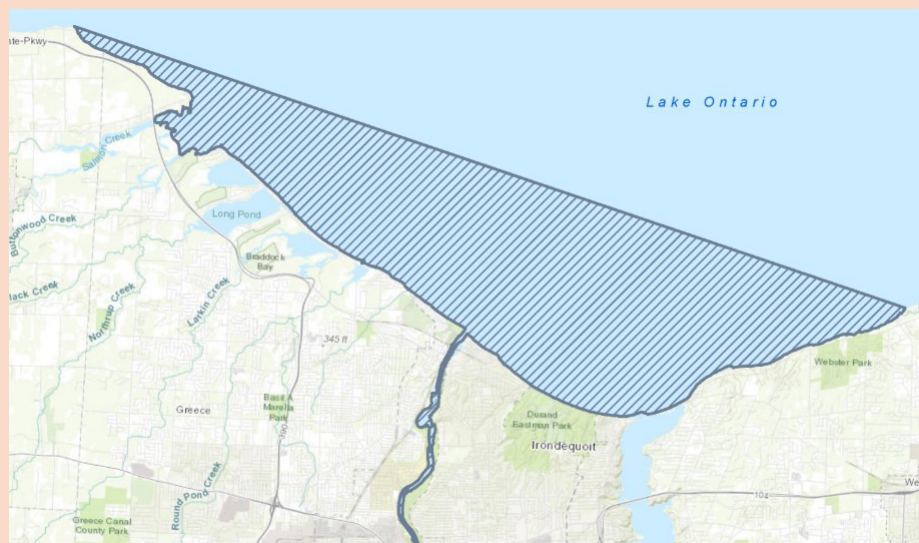 nte-Pkwy
Lake Ontario
Salmon Creek
Long Pond
Buttonwood Creek
Braddock
Bay
lack Creek
Northrup Creek
Larkin Creek
345 ft
Webster Park
Basil A
Marella
Park
Greece
390
Durand
Eastman Park
Irondequoit
Round Pond Creek
104
We
Greece Canal
County Park